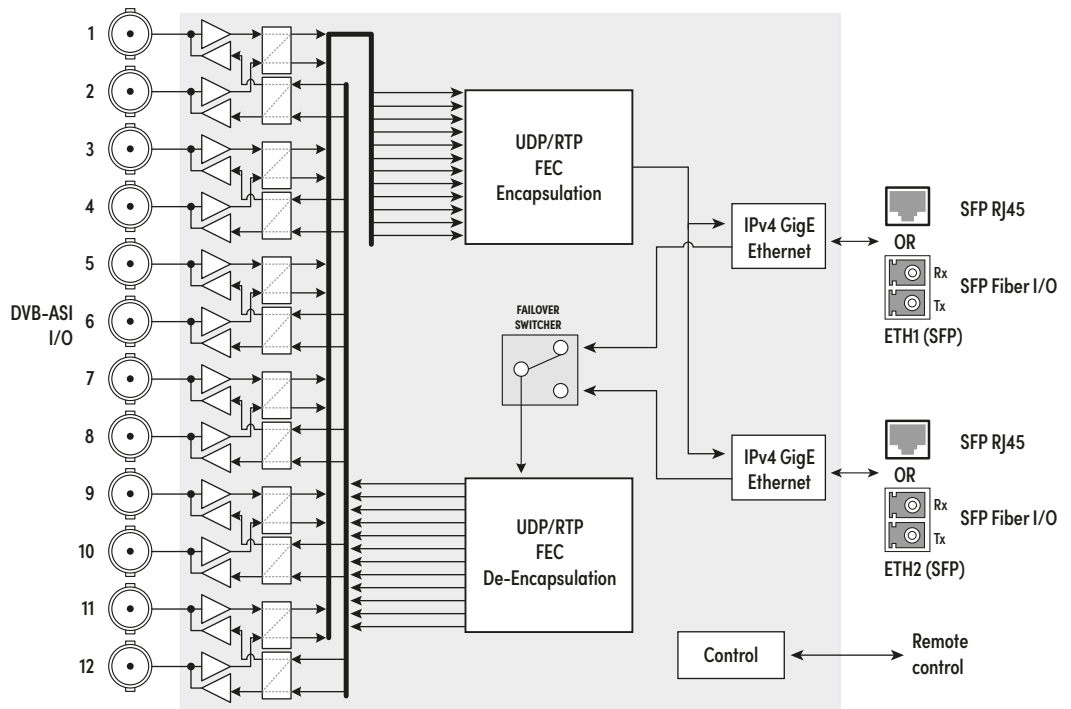 DVB-ASI
I/O
1
2
3
4
5
6
7
8
9
10
11
12
UDP/RTP
FEC
Encapsulation
FAILOVER
SWITCHER
UDP/RTP
FEC
De-Encapsulation
IPv4 GigE
Ethernet
SFP RJ45
OR
Rx
Tx
SFP Fiber I/O
ETH1 (SFP)
IPv4 GigE
Ethernet
SFP RJ45
OR
Rx
Tx
SFP Fiber I/O
ETH2 (SFP)
Control
Remote
control